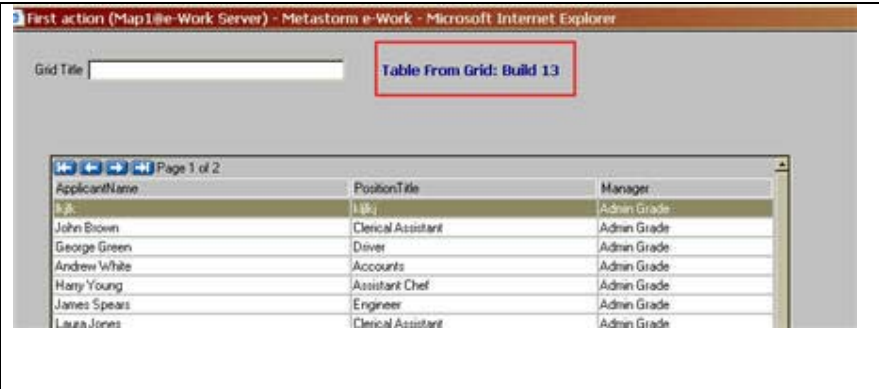 First action (Map1@e-Work Server) - Metastorm e-Work - Microsoft Internet Explorer
Grid Title Table From Grid: Build 13
Page 1 of 2
ApplicantName PositionTitle Manager
Admin Grade
John Brown Clerical Assistant Admin Grade
George Green Driver Admin Grade
Andrew White Accounts Admin Grade
Harry Young Assistant Chef Admin Grade
James Spears Engineer Admin Grade
Laura Jones Clerical Assistant Admin Grade